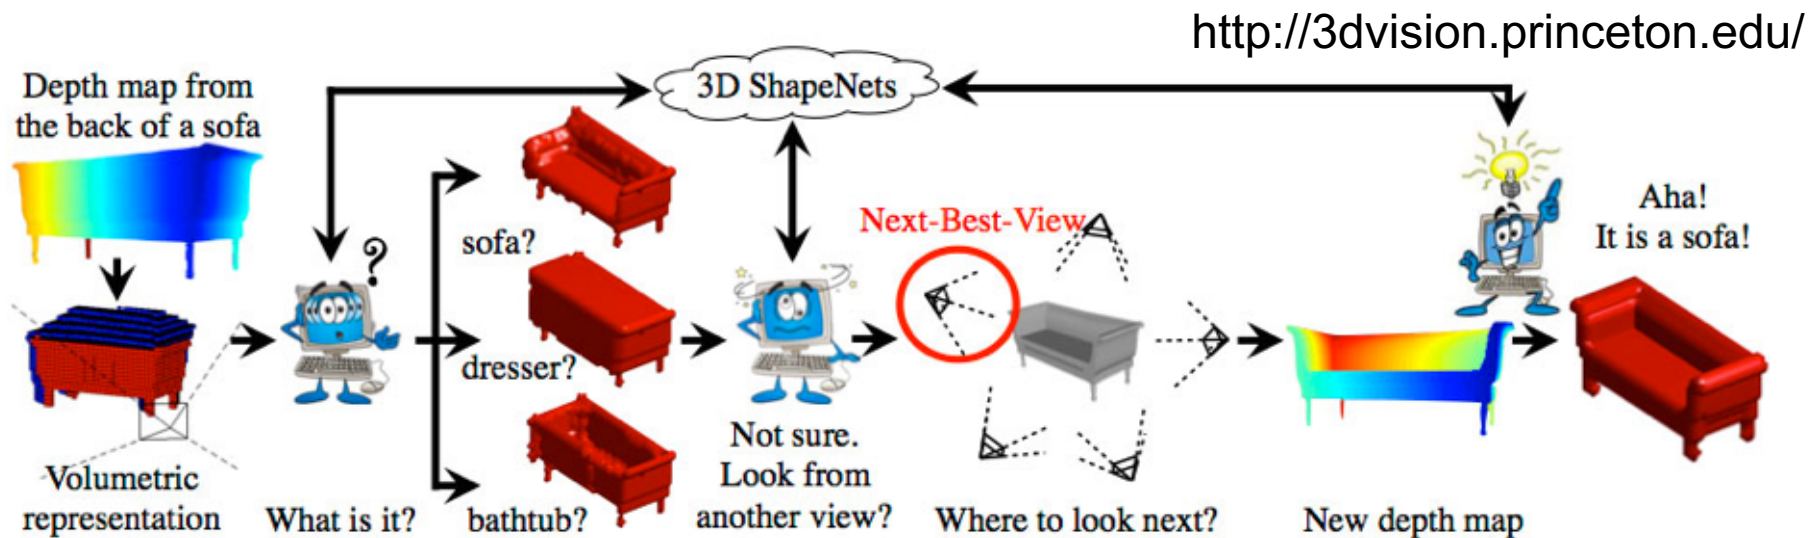 http://3dvision.princeton.edu/
Depth map from
the back of a sofa
3D ShapeNets
Volumetric
representation
?
What is it?
sofa?
dresser?
bathtub?
Not sure.
Look from
another view?
Next-Best-View
Where to look next?
New depth map
Aha!
It is a sofa!